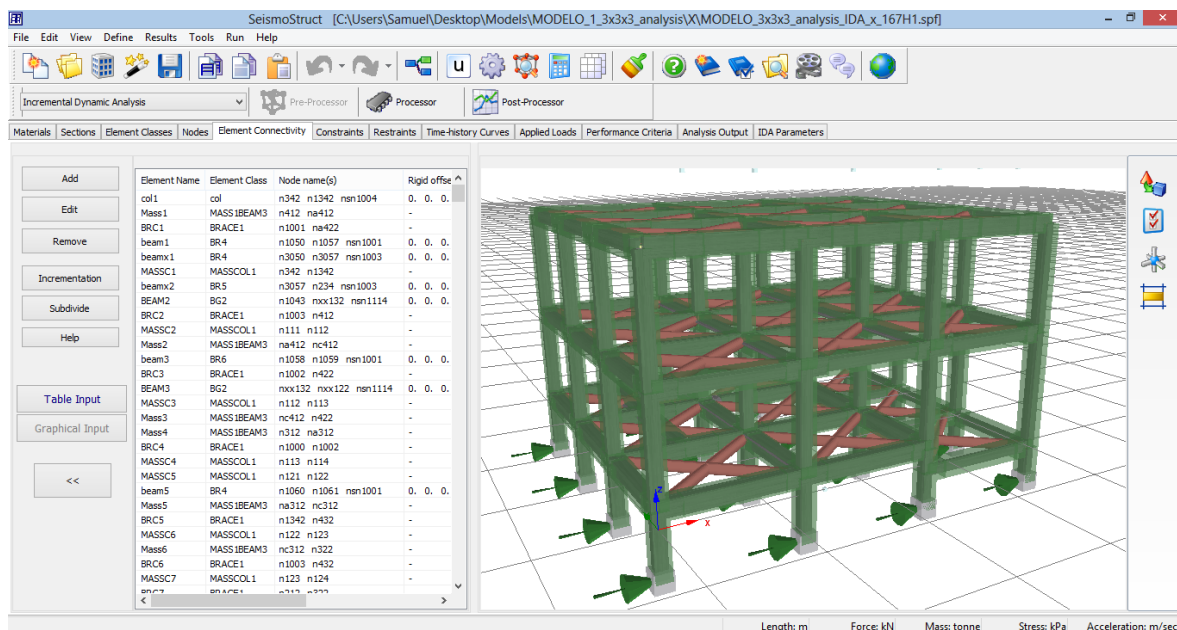 SeismoStruct [C:\Users\Samuel\Desktop\Models\MODELO_1_3x3x3_analysis\X\MODELO_3x3x3_analysis_IDA_x_167H1.spf]
File Edit View Define Results Tools Run Help
u
Incremental Dynamic Analysis Pre-Processor Processor Post-Processor
Materials Sections Element Classes Nodes Element Connectivity Constraints Restraints Time-history Curves Applied Loads Performance Criteria Analysis Output IDA Parameters
Add
Edit
Remove
Incrementation
Subdivide
Help
Table Input
Graphical Input
<<
Element Name Element Class Node name(s) Rigid offse
col1 col n342 n1342 nsn1004 0. 0. 0.
Mass1 MASS1BEAM3 n412 na412 -
BRC1 BRACE1 n1001 na422 -
beam1 BR4 n1050 n1057 nsn1001 0. 0. 0.
beamx1 BR4 n3050 n3057 nsn1003 0. 0. 0.
MASSC1 MASSCOL1 n342 n1342 -
beamx2 BR5 n3057 n234 nsn1003 0. 0. 0.
BEAM2 BG2 n1043 nxx132 nsn1114 0. 0. 0.
BRC2 BRACE1 n1003 n412 -
MASSC2 MASSCOL1 n111 n112 -
Mass2 MASS1BEAM3 na412 nc412 -
beam3 BR6 n1058 n1059 nsn1001 0. 0. 0.
BRC3 BRACE1 n1002 n422 -
BEAM3 BG2 nxx132 nxx122 nsn1114 0. 0. 0.
MASSC3 MASSCOL1 n112 n113 -
Mass3 MASS1BEAM3 nc412 n422 -
Mass4 MASS1BEAM3 n312 na312 -
BRC4 BRACE1 n1000 n1002 -
MASSC4 MASSCOL1 n113 n114 -
MASSC5 MASSCOL1 n121 n122 -
beam5 BR4 n1060 n1061 nsn1001 0. 0. 0.
Mass5 MASS1BEAM3 na312 nc312 -
BRC5 BRACE1 n1342 n432 -
MASSC6 MASSCOL1 n122 n123 -
Mass6 MASS1BEAM3 nc312 n322 -
BRC6 BRACE1 n1003 n432 -
MASSC7 MASSCOL1 n123 n124 -
z
x
Length: m Force: kN Mass: tonne Stress: kPa Acceleration: m/sec